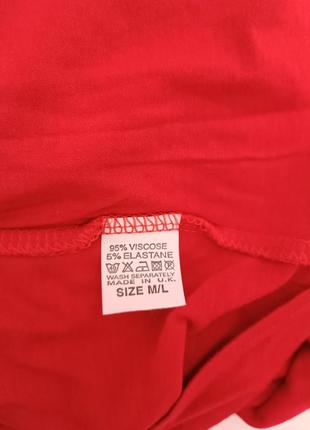 95% VISCOSE
5% ELASTANE
WASH SEPARATELY
MADE IN U.K.
SIZE M/L